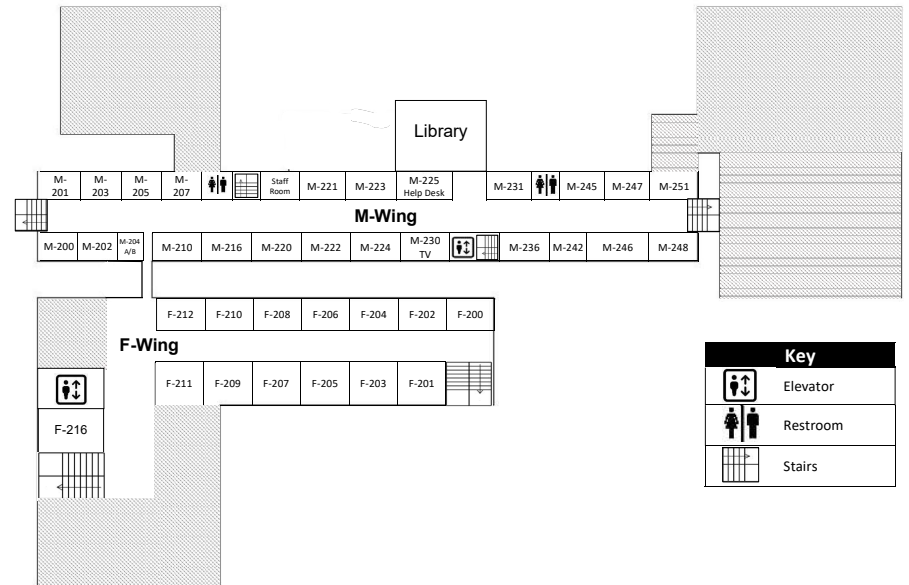 Library
M-
201
M-
203
M-
205
M-
207
Staff
Room
M-221
M-223
M-225
Help Desk
M-231
M-245
M-247
M-251
M-Wing
M-200
M-202
M-204
A/B
M-210
M-216
M-220
M-222
M-224
M-230
TV
M-236
M-242
M-246
M-248
F-212
F-210
F-208
F-206
F-204
F-202
F-200
F-Wing
F-211
F-209
F-207
F-205
F-203
F-201
F-216
Key
Elevator
Restroom
Stairs